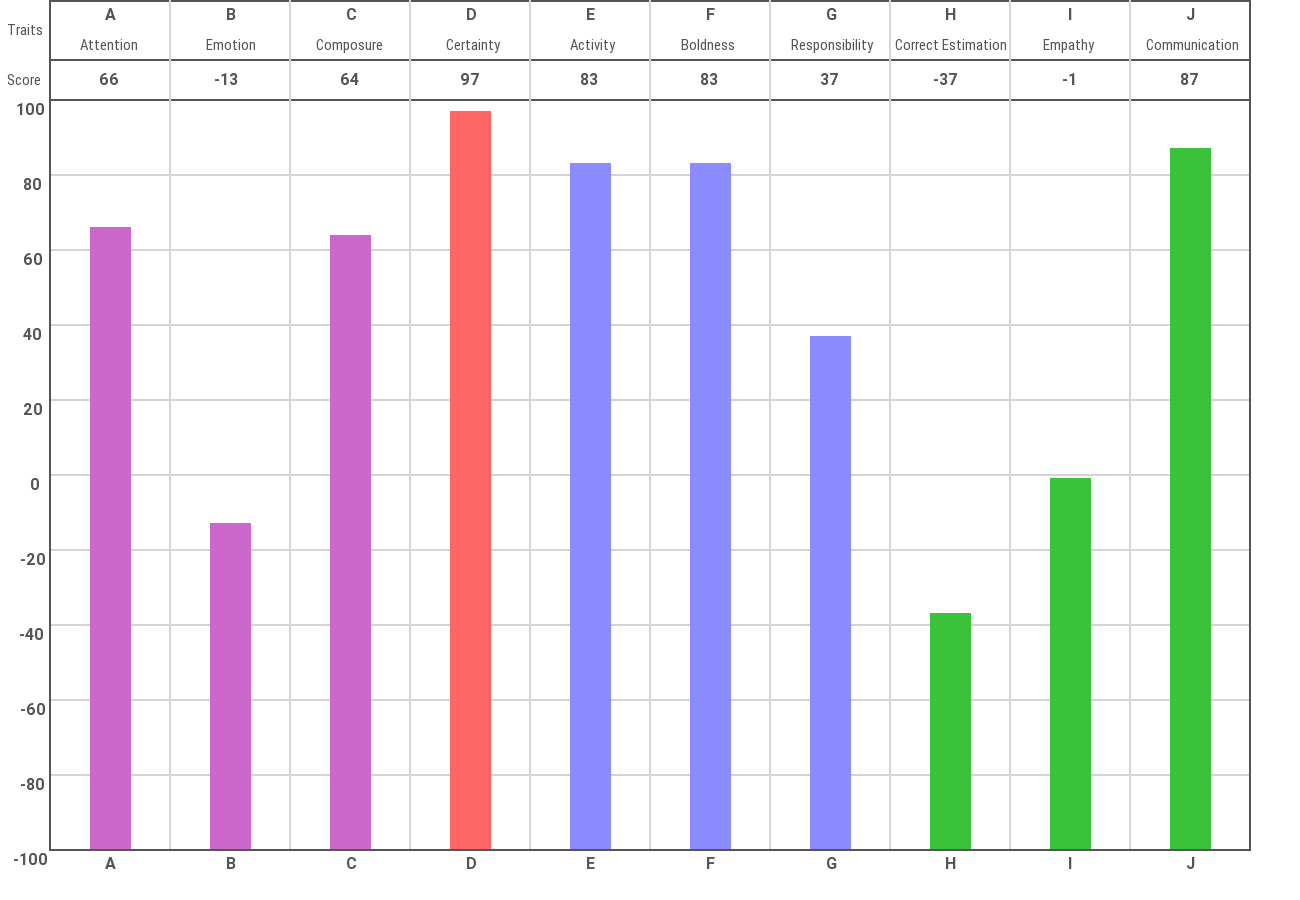 Traits A B C D E F G H I J
Attention Emotion Composure Certainty Activity Boldness Responsibility Correct Estimation Empathy Communication
Score 66 -13 64 97 83 83 37 -37 -1 87
100
80
60
40
20
0
-20
-40
-60
-80
-100
A B C D E F G H I J